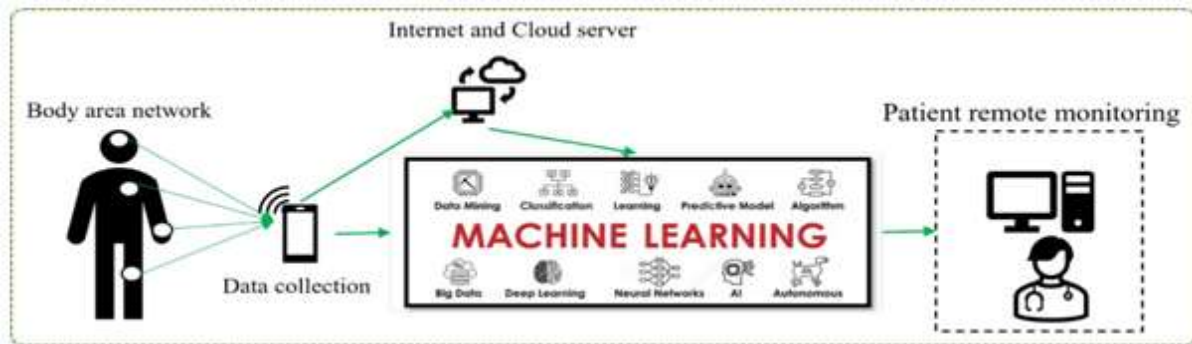 Internet and Cloud server
Body area network
Patient remote monitoring
Data collection
Data Mining Classification Learning Predictive Model Algorithm
MACHINE LEARNING
Big Data Deep Learning Neural Networks AI Autonomous